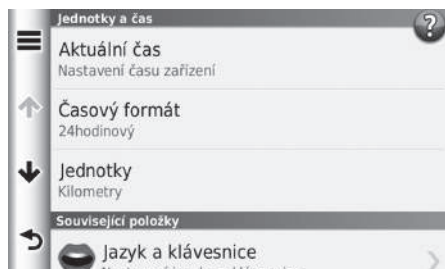 Jednotky a čas
?
Aktuální čas
Nastavení času zařízení
Časový formát
24hodinový
Jednotky
Kilometry
Související položky
Jazyk a klávesnice